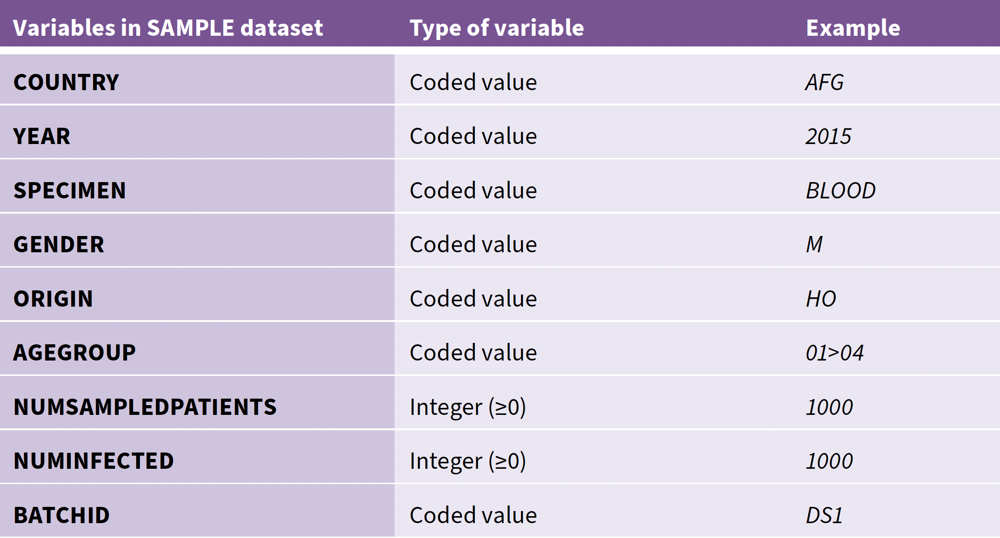 Variables in SAMPLE dataset Type of variable Example
COUNTRY Coded value AFG
YEAR Coded value 2015
SPECIMEN Coded value BLOOD
GENDER Coded value M
ORIGIN Coded value HO
AGEGROUP Coded value 01>04
NUMSAMPLEDPATIENTS Integer (≥0) 1000
NUMINFECTED Integer (≥0) 1000
BATCHID Coded value DS1